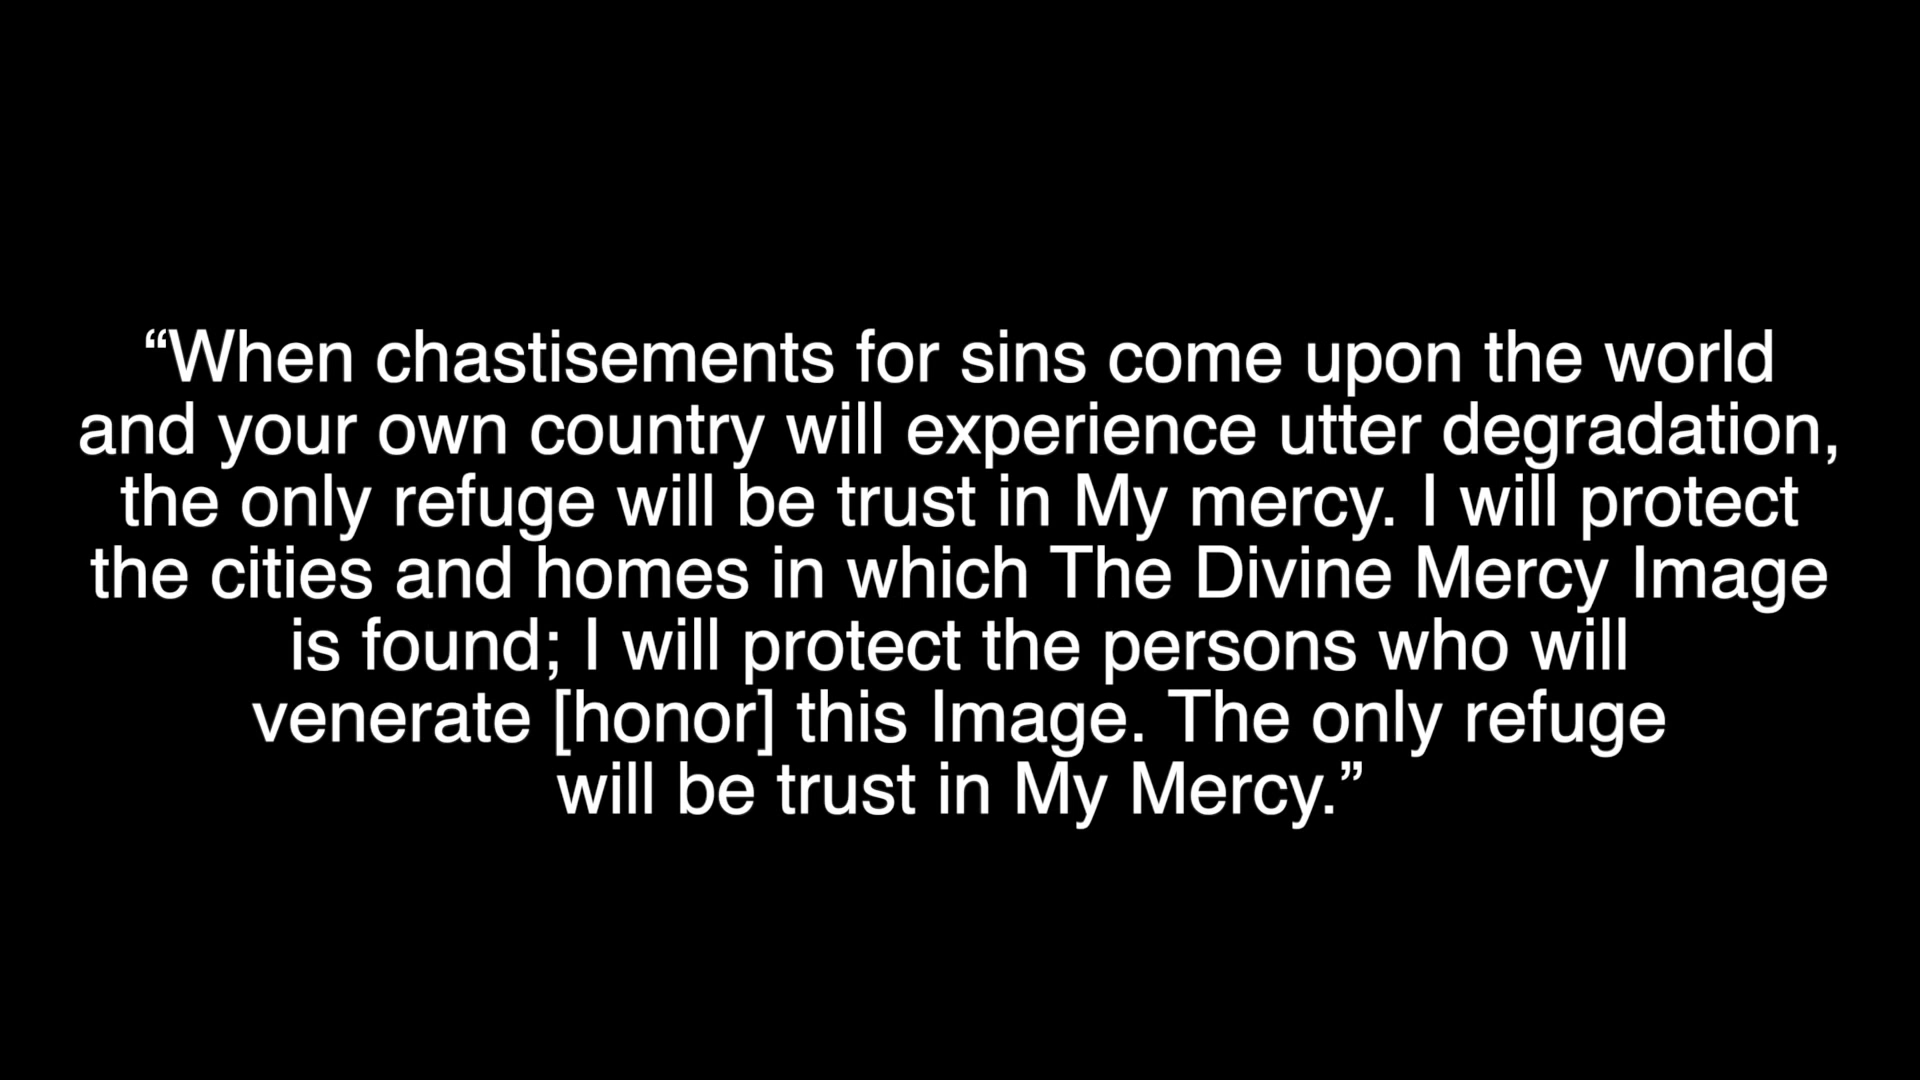 “When chastisements for sins come upon the world
and your own country will experience utter degradation,
the only refuge will be trust in My mercy. I will protect
the cities and homes in which The Divine Mercy Image
is found; I will protect the persons who will
venerate [honor] this Image. The only refuge
will be trust in My Mercy.”